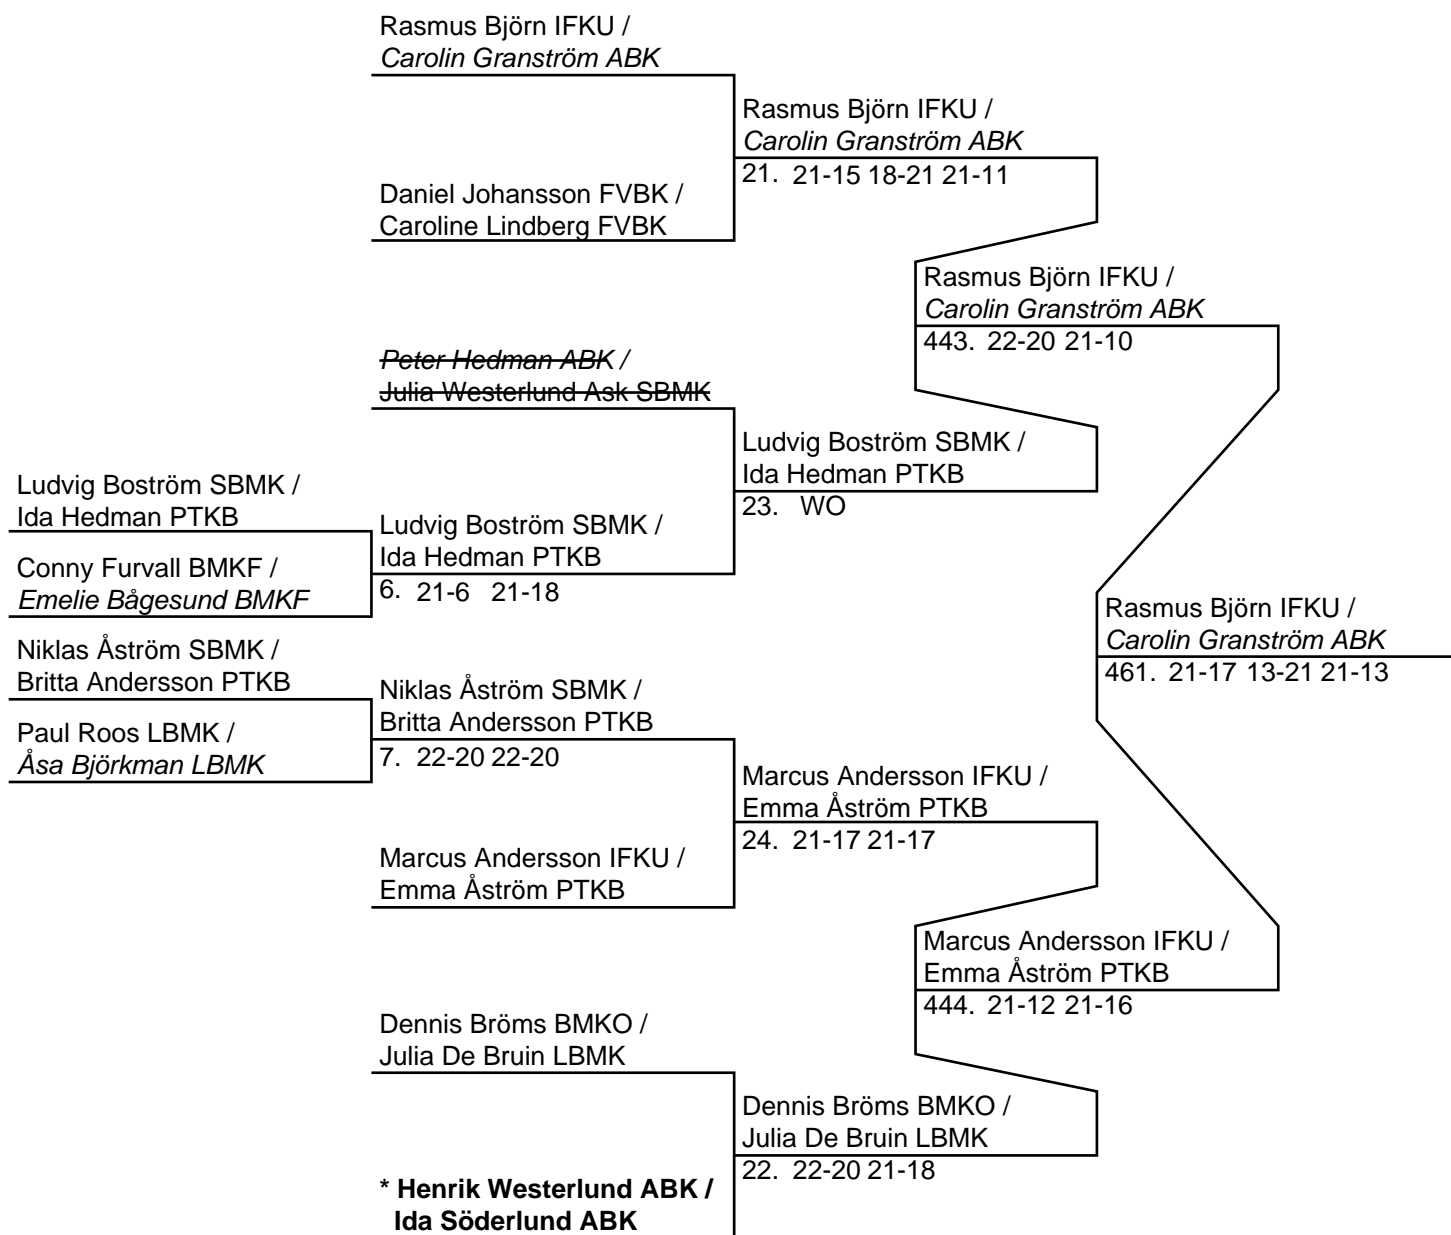 Rasmus Björn IFKU /
Carolin Granström ABK
Rasmus Björn IFKU /
Carolin Granström ABK
21. 21-15 18-21 21-11
Daniel Johansson FVBK /
Caroline Lindberg FVBK
Rasmus Björn IFKU /
Carolin Granström ABK
443. 22-20 21-10
Peter Hedman ABK /
Julia Westerlund Ask SBMK
Ludvig Boström SBMK /
Ida Hedman PTKB
23. WO
Ludvig Boström SBMK /
Ida Hedman PTKB
Ludvig Boström SBMK /
Ida Hedman PTKB
6. 21-6 21-18
Conny Furvall BMKF /
Emelie Bågesund BMKF
Rasmus Björn IFKU /
Carolin Granström ABK
461. 21-17 13-21 21-13
Niklas Åström SBMK /
Britta Andersson PTKB
Niklas Åström SBMK /
Britta Andersson PTKB
7. 22-20 22-20
Paul Roos LBMK /
Åsa Björkman LBMK
Marcus Andersson IFKU /
Emma Åström PTKB
24. 21-17 21-17
Marcus Andersson IFKU /
Emma Åström PTKB
Marcus Andersson IFKU /
Emma Åström PTKB
444. 21-12 21-16
Dennis Bröms BMKO /
Julia De Bruin LBMK
Dennis Bröms BMKO /
Julia De Bruin LBMK
22. 22-20 21-18
* Henrik Westerlund ABK /
Ida Söderlund ABK